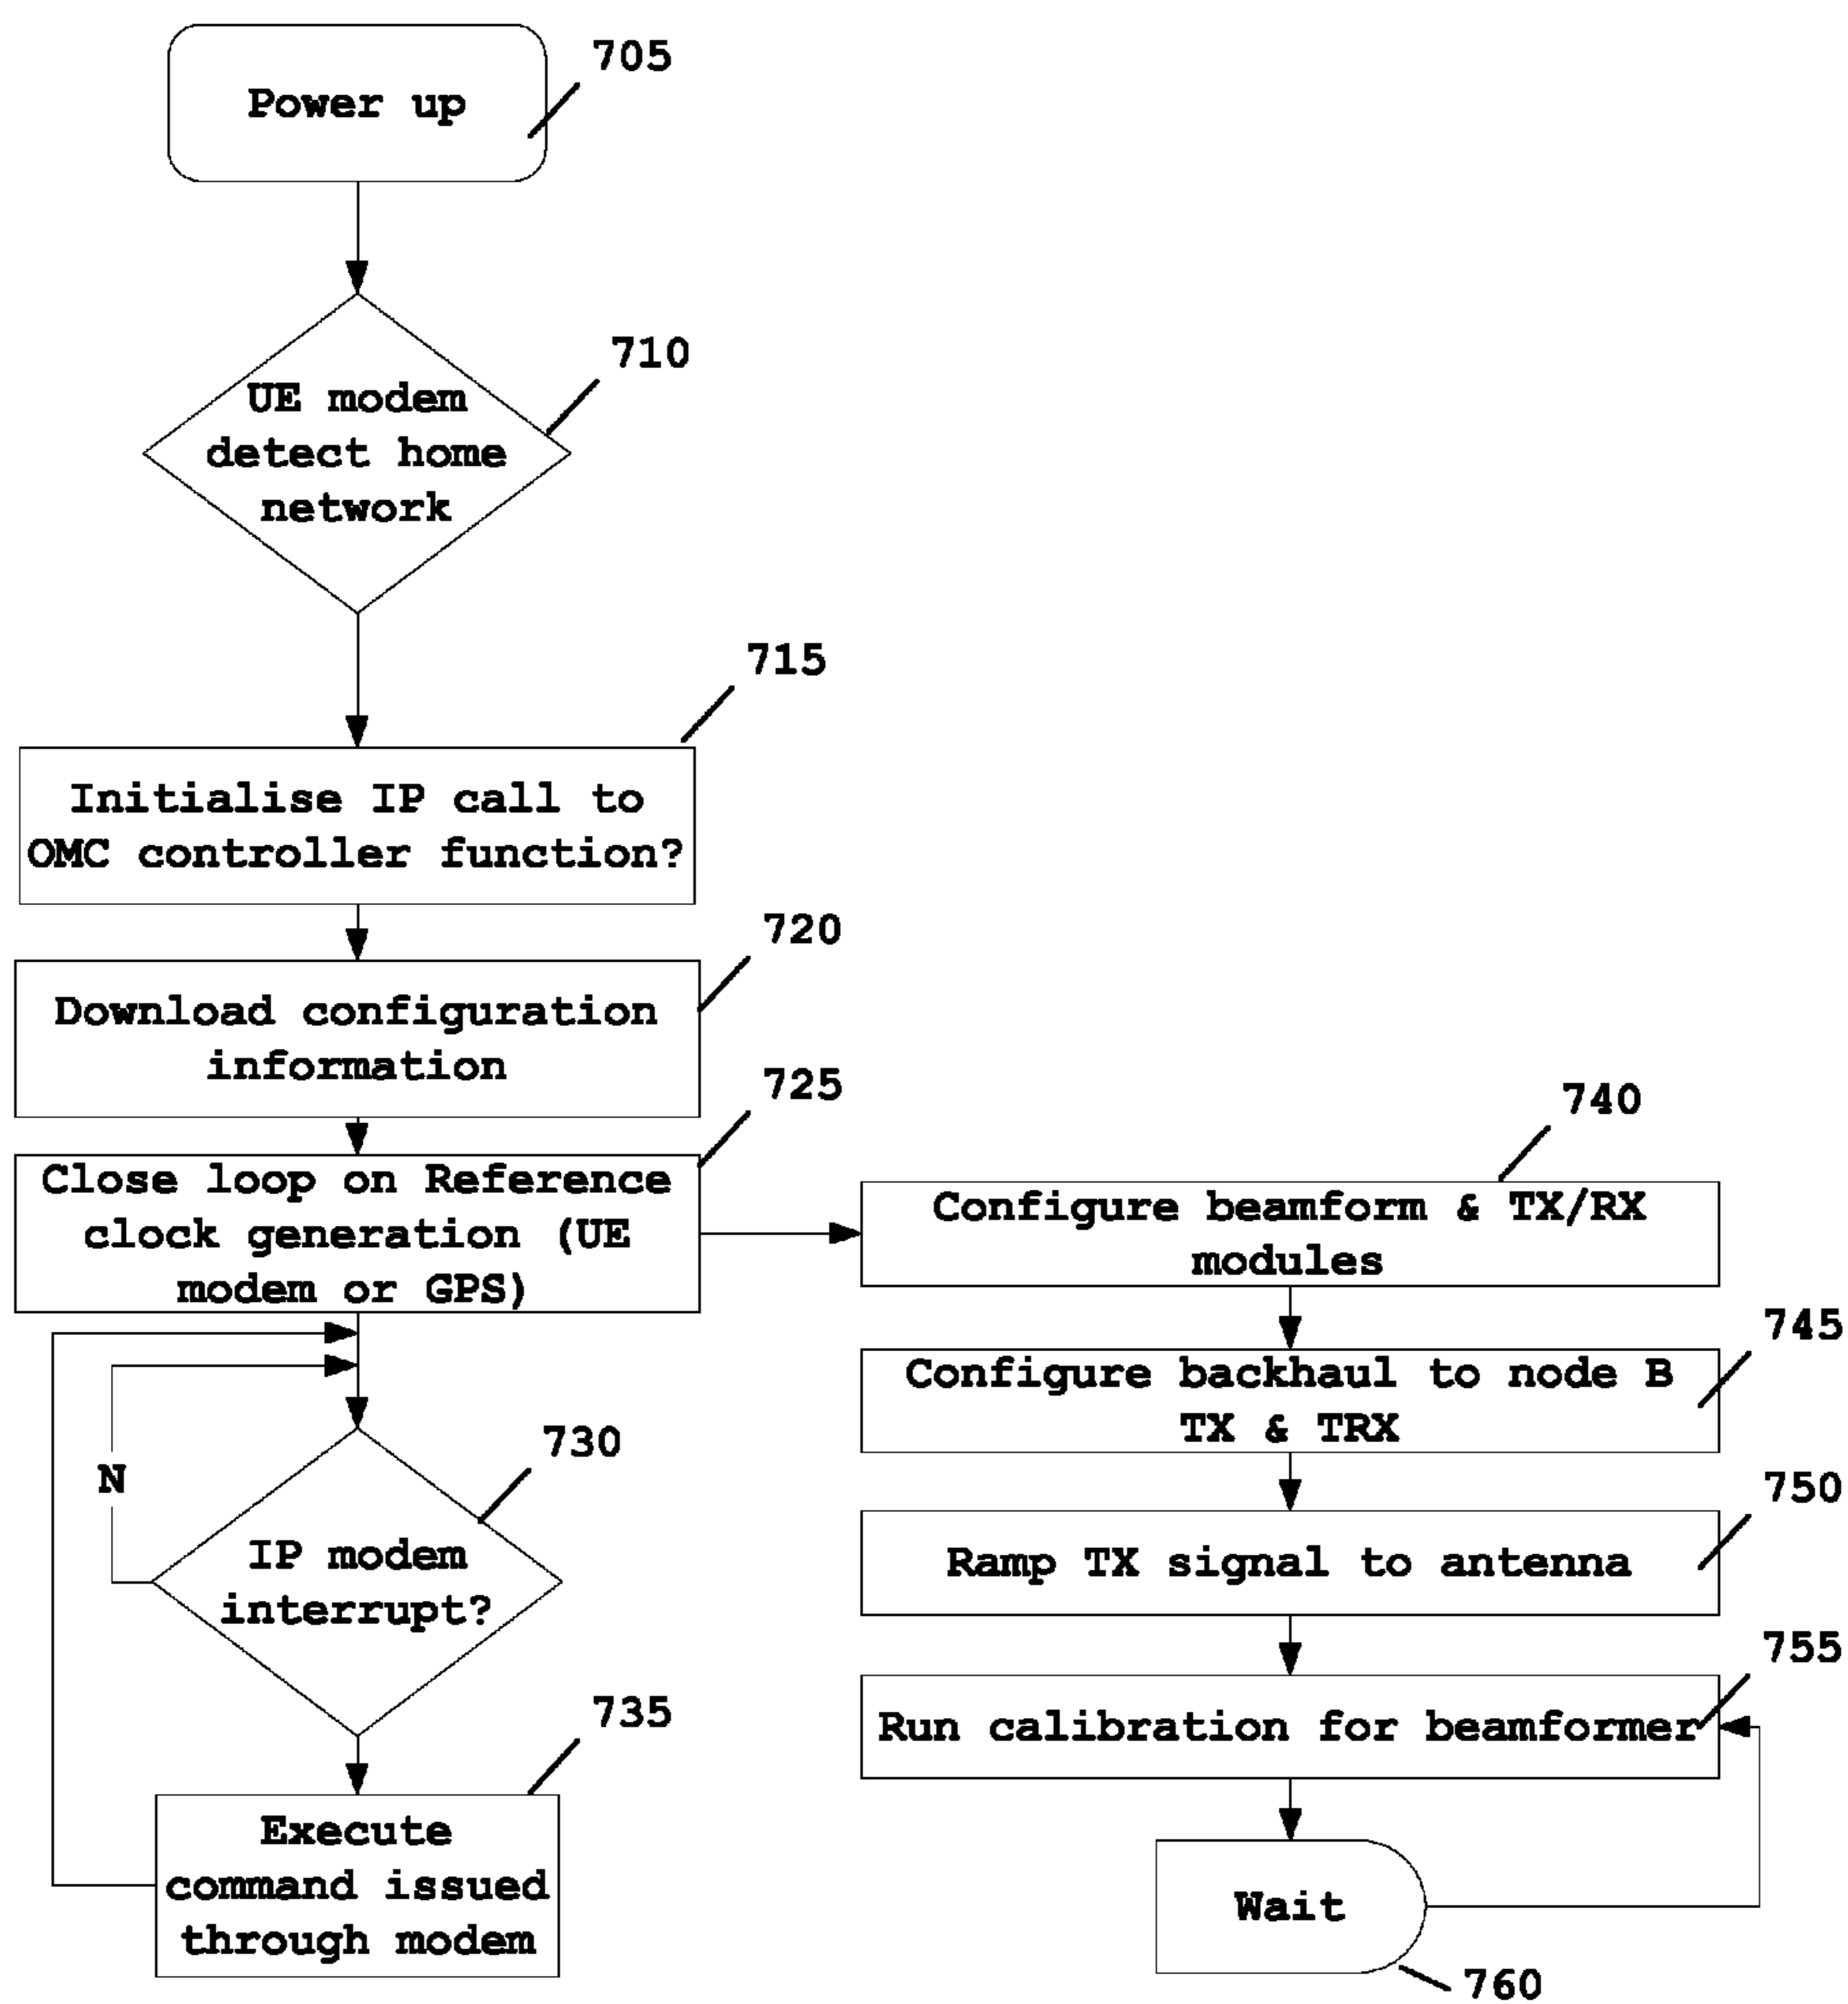 705
Power up
710
UE modem
detect home
network
715
Initialise IP call to
OMC controller function?
720
Download configuration
information
725
Close loop on Reference
clock generation (UE
modem or GPS)
N
730
IP modem
interrupt?
735
Execute
command issued
through modem
740
Configure beamform & TX/RX
modules
745
Configure backhaul to node B
TX & TRX
750
Ramp TX signal to antenna
755
Run calibration for beamformer
Wait
760